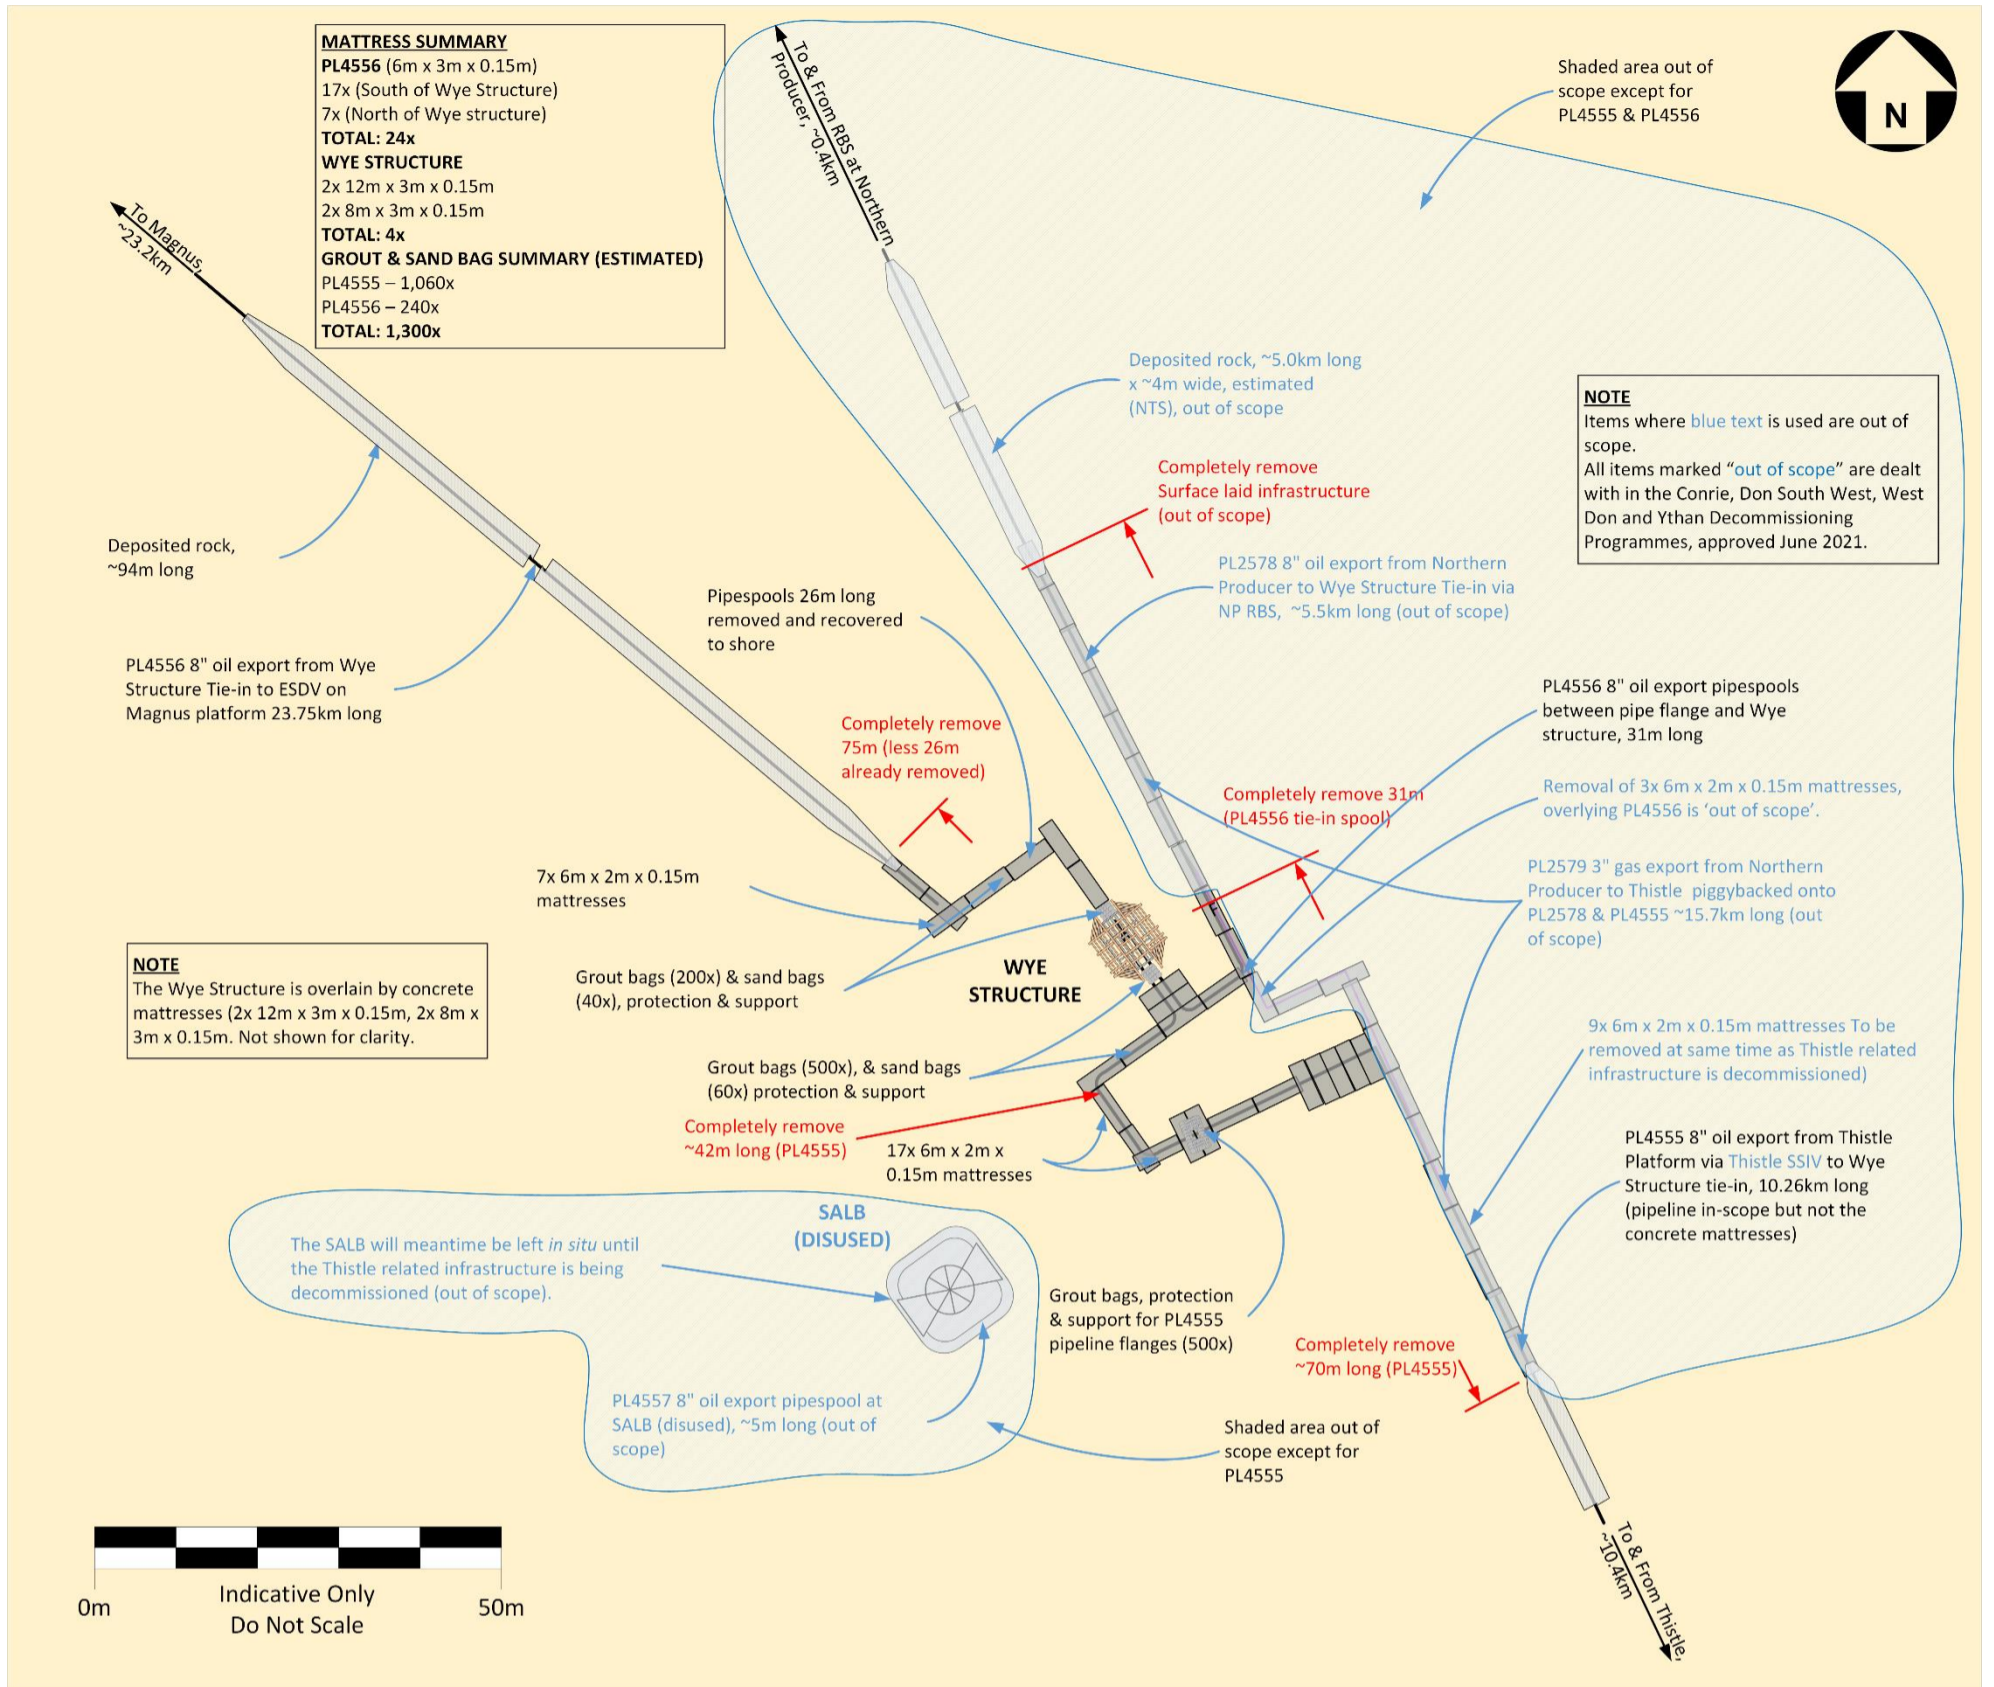 MATTRESS SUMMARY
PL4556 (6m x 3m x 0.15m)
17x (South of Wye Structure)
7x (North of Wye structure)
TOTAL: 24x
WYE STRUCTURE
2x 12m x 3m x 0.15m
2x 8m x 3m x 0.15m
TOTAL: 4x
GROUT & SAND BAG SUMMARY (ESTIMATED)
PL4555 – 1,060x
PL4556 – 240x
TOTAL: 1,300x
To & From RBS at Northern
Producer, ~0.4km
Shaded area out of
scope except for
PL4555 & PL4556
N
To Magnus,
~23.2km
Deposited rock, ~5.0km long
x ~4m wide, estimated
(NTS), out of scope
NOTE
Items where blue text is used are out of
scope.
All items marked “out of scope” are dealt
with in the Conrie, Don South West, West
Don and Ythan Decommissioning
Programmes, approved June 2021.
Completely remove
Surface laid infrastructure
(out of scope)
Deposited rock,
~94m long
PL2578 8" oil export from Northern
Producer to Wye Structure Tie-in via
NP RBS, ~5.5km long (out of scope)
Pipespools 26m long
removed and recovered
to shore
PL4556 8" oil export from Wye
Structure Tie-in to ESDV on
Magnus platform 23.75km long
PL4556 8" oil export pipespools
between pipe flange and Wye
structure, 31m long
Completely remove
75m (less 26m
already removed)
Completely remove 31m
(PL4556 tie-in spool)
Removal of 3x 6m x 2m x 0.15m mattresses,
overlying PL4556 is ‘out of scope’.
7x 6m x 2m x 0.15m
mattresses
PL2579 3" gas export from Northern
Producer to Thistle piggybacked onto
PL2578 & PL4555 ~15.7km long (out
of scope)
NOTE
The Wye Structure is overlain by concrete
mattresses (2x 12m x 3m x 0.15m, 2x 8m x
3m x 0.15m. Not shown for clarity.
Grout bags (200x) & sand bags
(40x), protection & support
WYE
STRUCTURE
9x 6m x 2m x 0.15m mattresses To be
removed at same time as Thistle related
infrastructure is decommissioned)
Grout bags (500x), & sand bags
(60x) protection & support
Completely remove
~42m long (PL4555)
17x 6m x 2m x
0.15m mattresses
PL4555 8" oil export from Thistle
Platform via Thistle SSIV to Wye
Structure tie-in, 10.26km long
(pipeline in-scope but not the
concrete mattresses)
SALB
(DISUSED)
The SALB will meantime be left in situ until
the Thistle related infrastructure is being
decommissioned (out of scope).
Grout bags, protection
& support for PL4555
pipeline flanges (500x)
Completely remove
~70m long (PL4555)
PL4557 8" oil export pipespool at
SALB (disused), ~5m long (out of
scope)
Shaded area out of
scope except for
PL4555
To & From Thistle,
~10.4km
0m
Indicative Only
Do Not Scale
50m